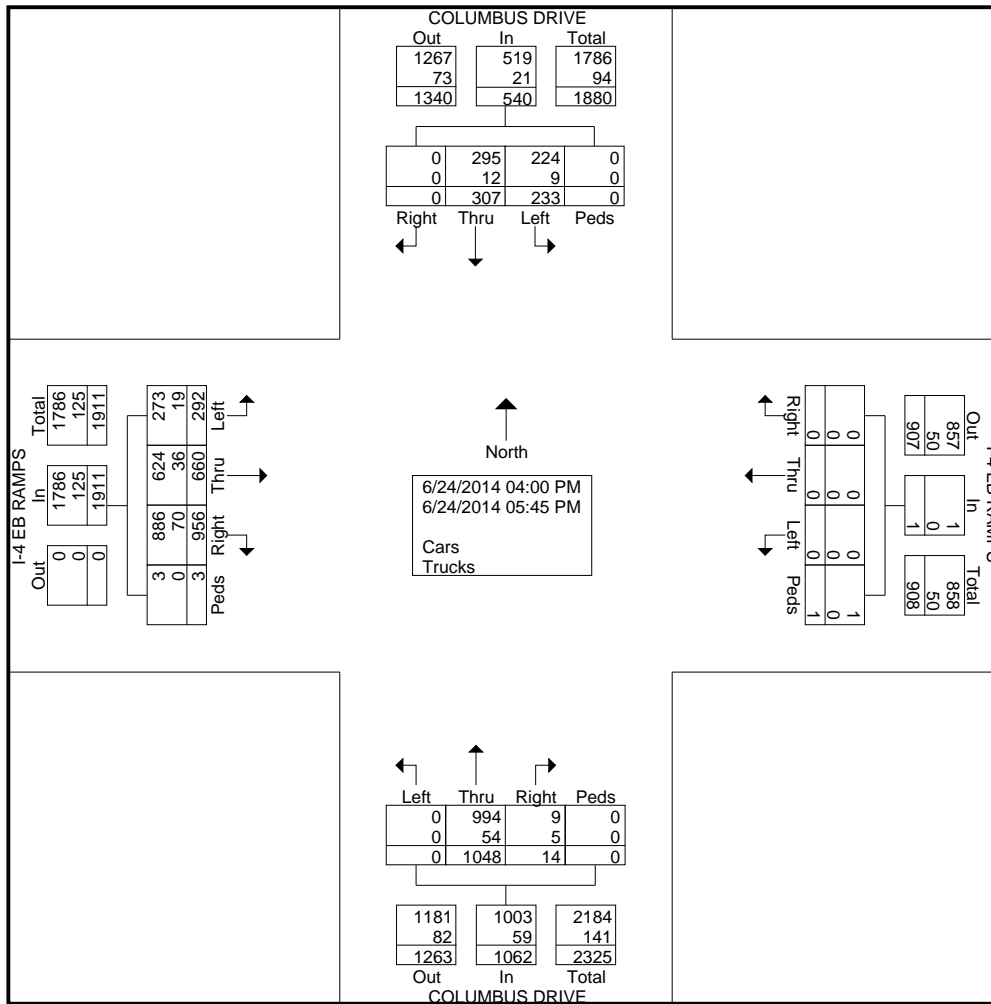 COLUMBUS DRIVE
Out In Total
1267 519 1786
73 21 94
1340 540 1880
0 295 224 0
0 12 9 0
0 307 233 0
Right Thru Left Peds
I-4 EB RAMPS
Total In Out
1786 1786 0
125 125 0
1911 1911 0
273 624 886 3
19 36 70 0
292 660 956 3
Left Thru Right Peds
North
6/24/2014 04:00 PM
6/24/2014 05:45 PM
Cars
Trucks
Right Thru Left Peds
0 0 0 1
0 0 0 0
0 0 0 1
Out In Total
857 1 858
50 0 50
907 1 908
I-4 EB RAMPS
Left Thru Right Peds
0 994 9 0
0 54 5 0
0 1048 14 0
1181 1003 2184
82 59 141
1263 1062 2325
Out In Total
COLUMBUS DRIVE